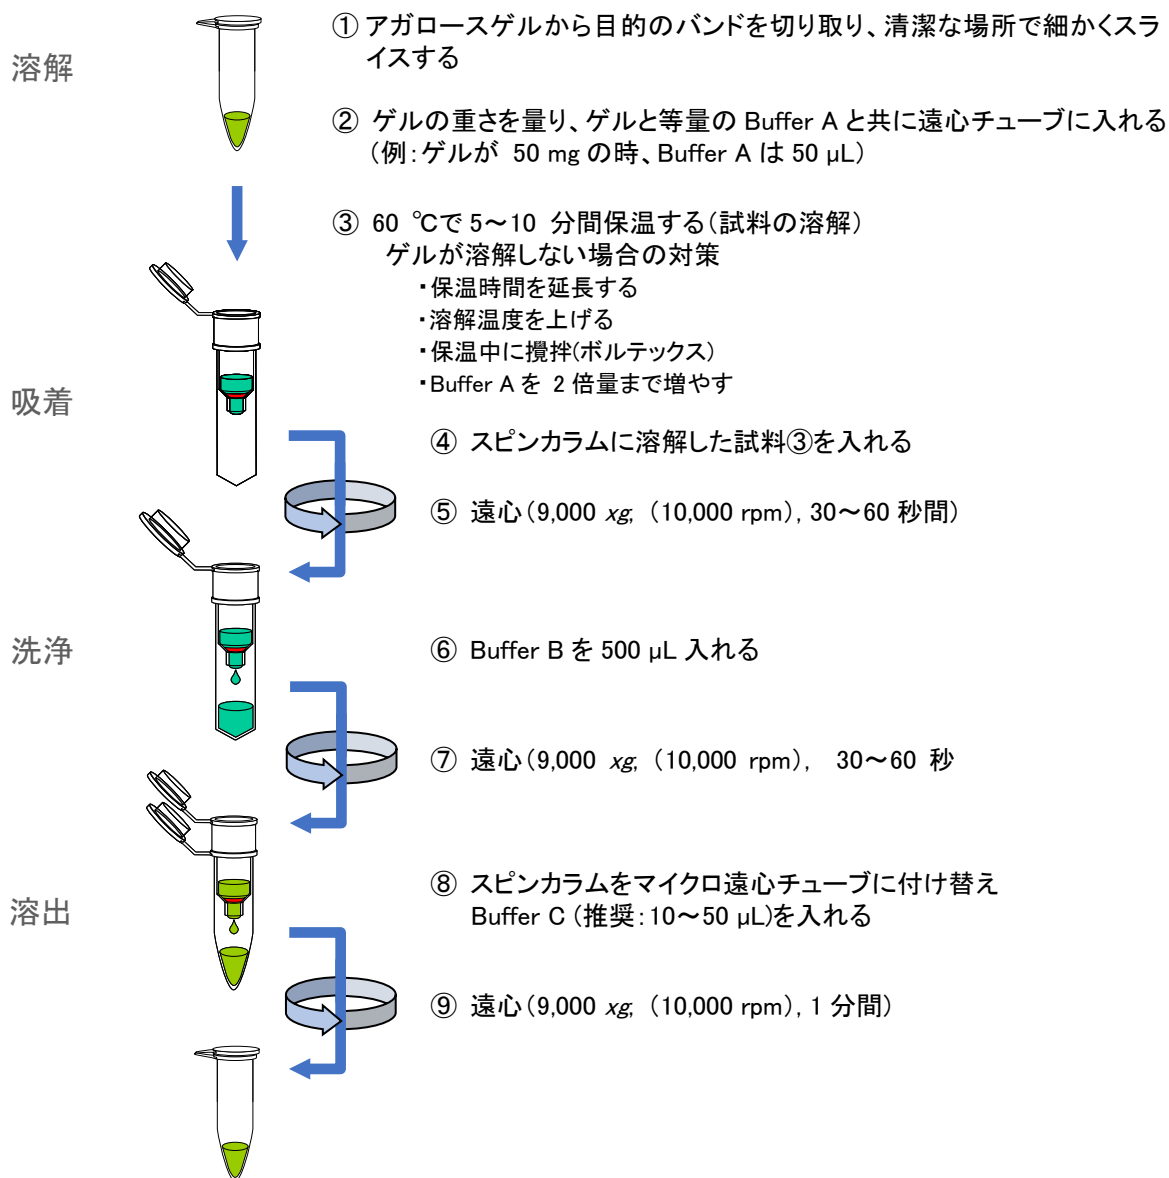 溶解
① アガロースゲルから目的のバンドを切り取り、清潔な場所で細かくスラ
イスする
② ゲルの重さを量り、ゲルと等量の Buffer A と共に遠心チューブに入れる
(例:ゲルが 50 mg の時、Buffer A は 50 µL)
③ 60 ℃で 5～10 分間保温する(試料の溶解)
ゲルが溶解しない場合の対策
・保温時間を延長する
・溶解温度を上げる
・保温中に攪拌(ボルテックス)
・Buffer A を 2 倍量まで増やす
吸着
④ スピンカラムに溶解した試料③を入れる
⑤ 遠心(9,000 xg, (10,000 rpm), 30～60 秒間)
洗浄
⑥ Buffer B を 500 µL 入れる
⑦ 遠心(9,000 xg, (10,000 rpm), 30～60 秒
溶出
⑧ スピンカラムをマイクロ遠心チューブに付け替え
Buffer C (推奨:10～50 µL)を入れる
⑨ 遠心(9,000 xg, (10,000 rpm), 1 分間)